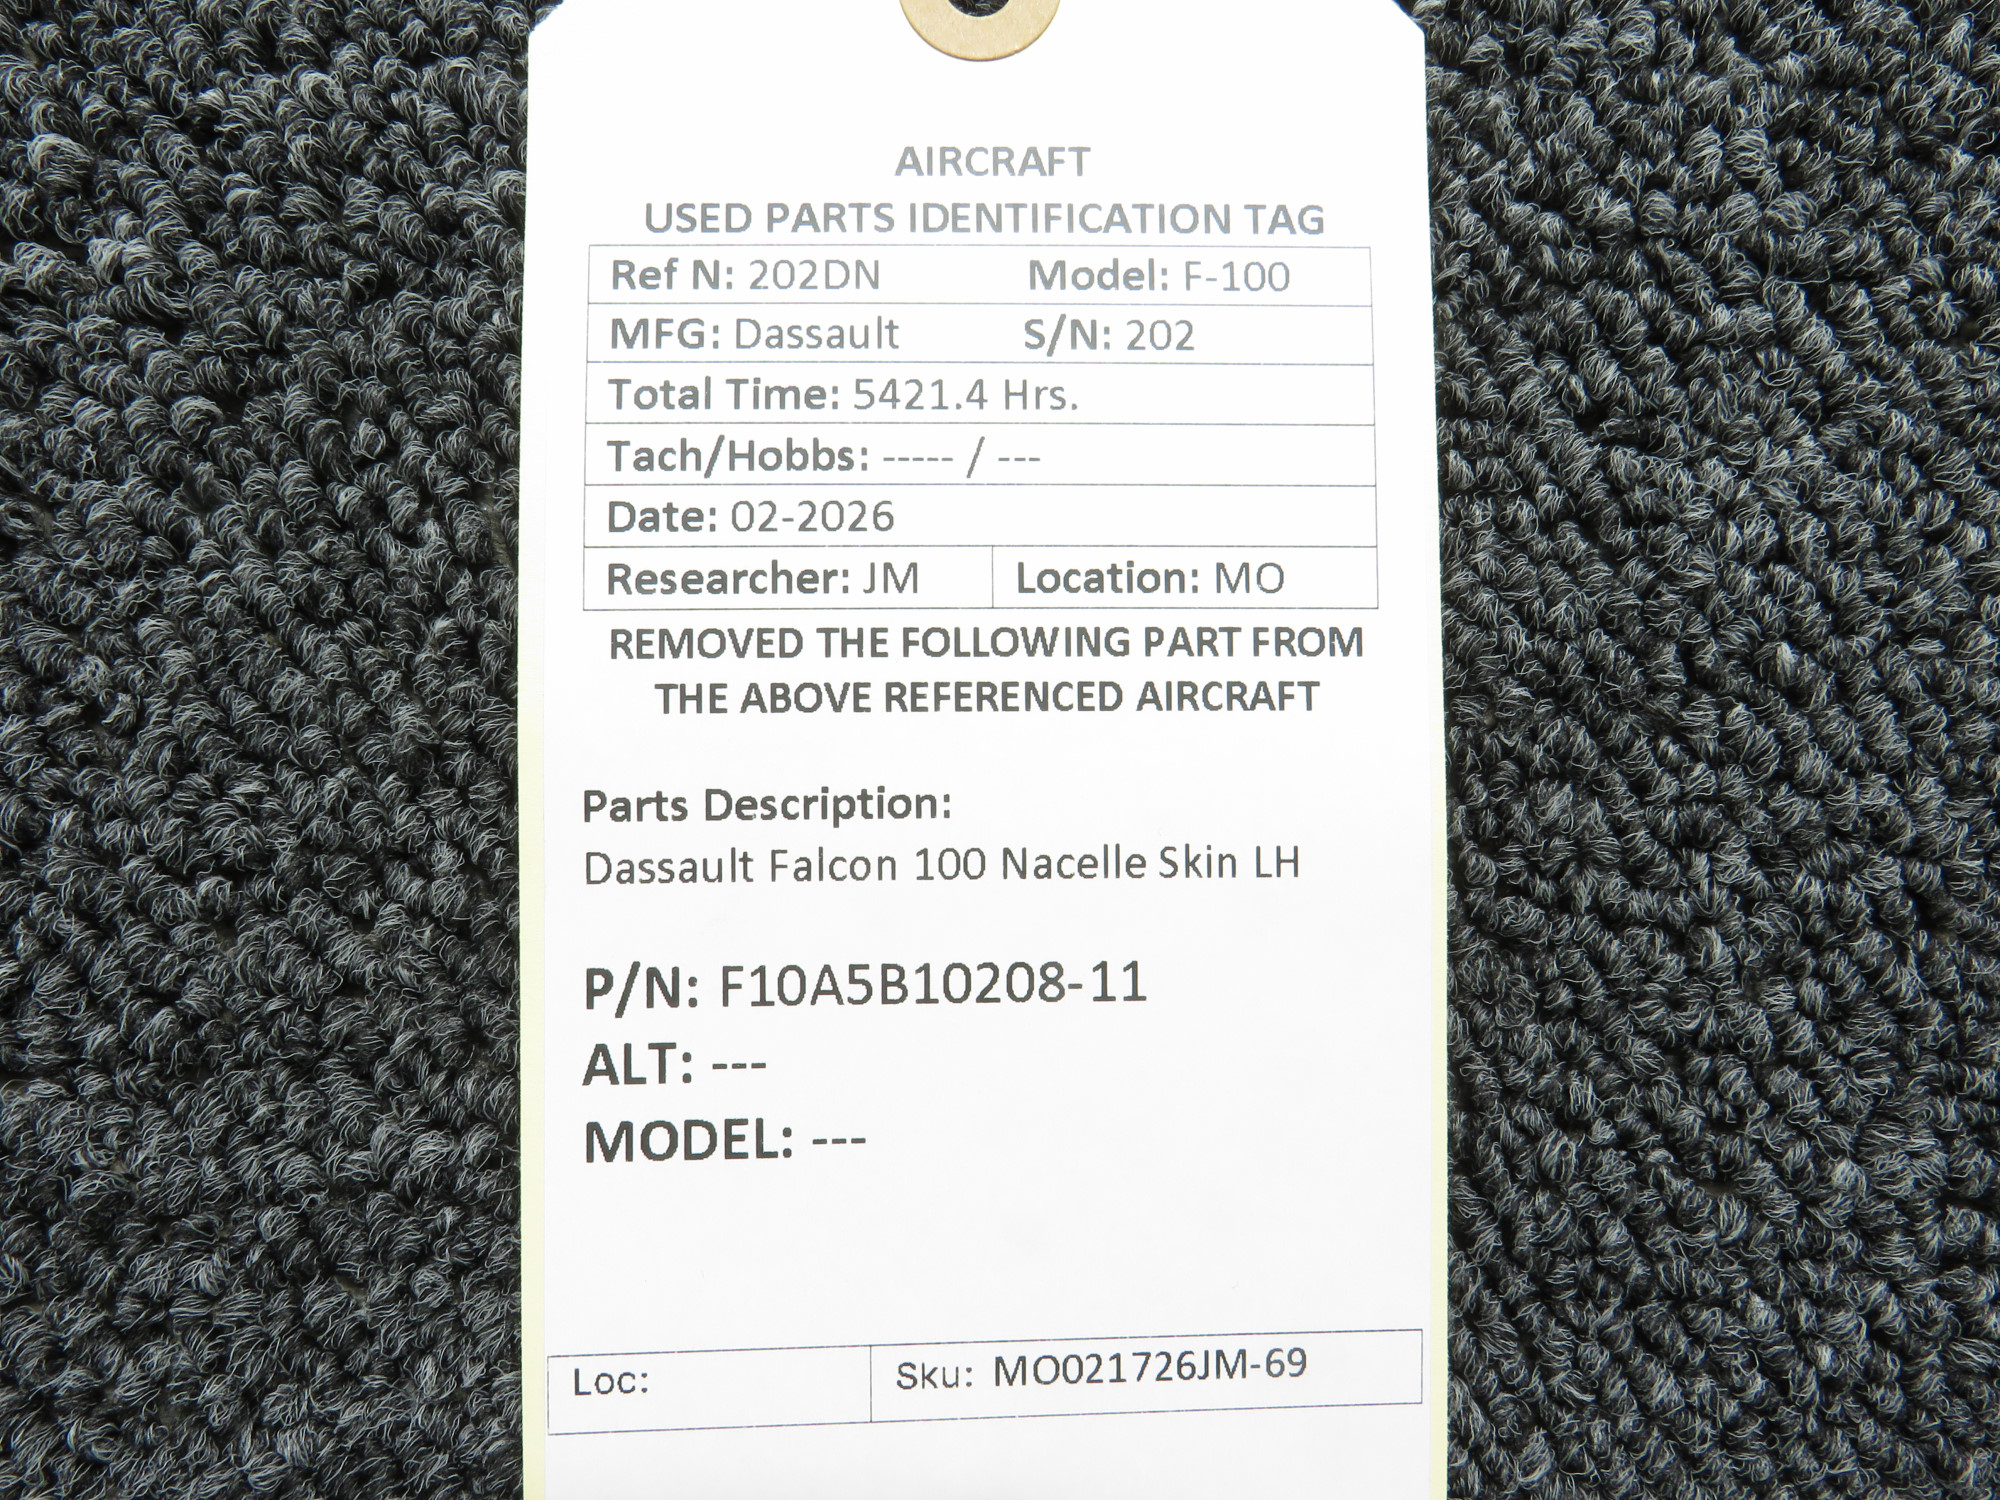 AIRCRAFT
USED PARTS IDENTIFICATION TAG
Ref N: 202DN Model: F-100
MFG: Dassault S/N: 202
Total Time: 5421.4 Hrs.
Tach/Hobbs: ----- / ---
Date: 02-2026
Researcher: JM Location: MO
REMOVED THE FOLLOWING PART FROM
THE ABOVE REFERENCED AIRCRAFT
Parts Description:
Dassault Falcon 100 Nacelle Skin LH
P/N: F10A5B10208-11
ALT: ---
MODEL: ---
Loc: Sku: MO021726JM-69